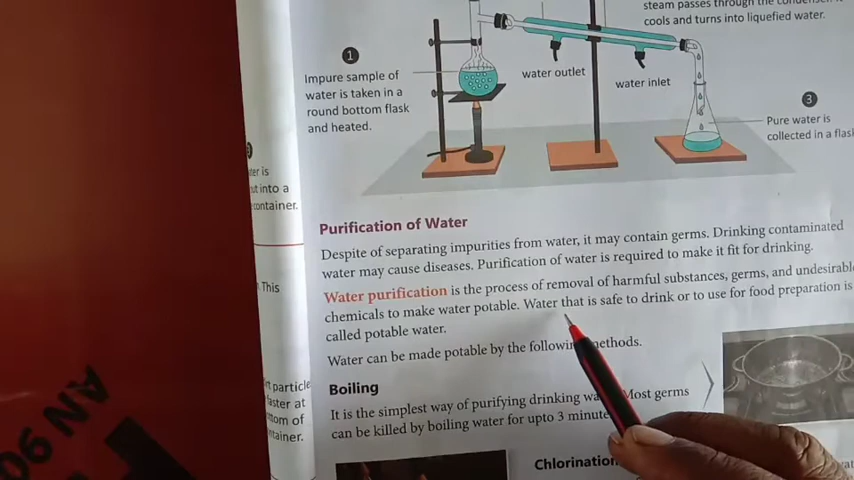 steam passes through the
cools and turns into liquefied water.
1
Impure sample of
water is taken in a
round bottom flask
and heated.
water outlet
water inlet
3
Pure water is
collected in a flask
is
into a
container.
This
particle
faster at
of
Purification of Water
Despite of separating impurities from water, it may contain germs. Drinking contaminated
water may cause diseases. Purification of water is required to make it fit for drinking.
Water purification is the process of removal of harmful substances, germs, and undesirable
chemicals to make water potable. Water that is safe to drink or to use for food preparation is
called potable water.
Water can be made potable by the following methods.
Boiling
It is the simplest way of purifying drinking Most germs
can be killed by boiling water for upto 3
Chlorination
AN 90